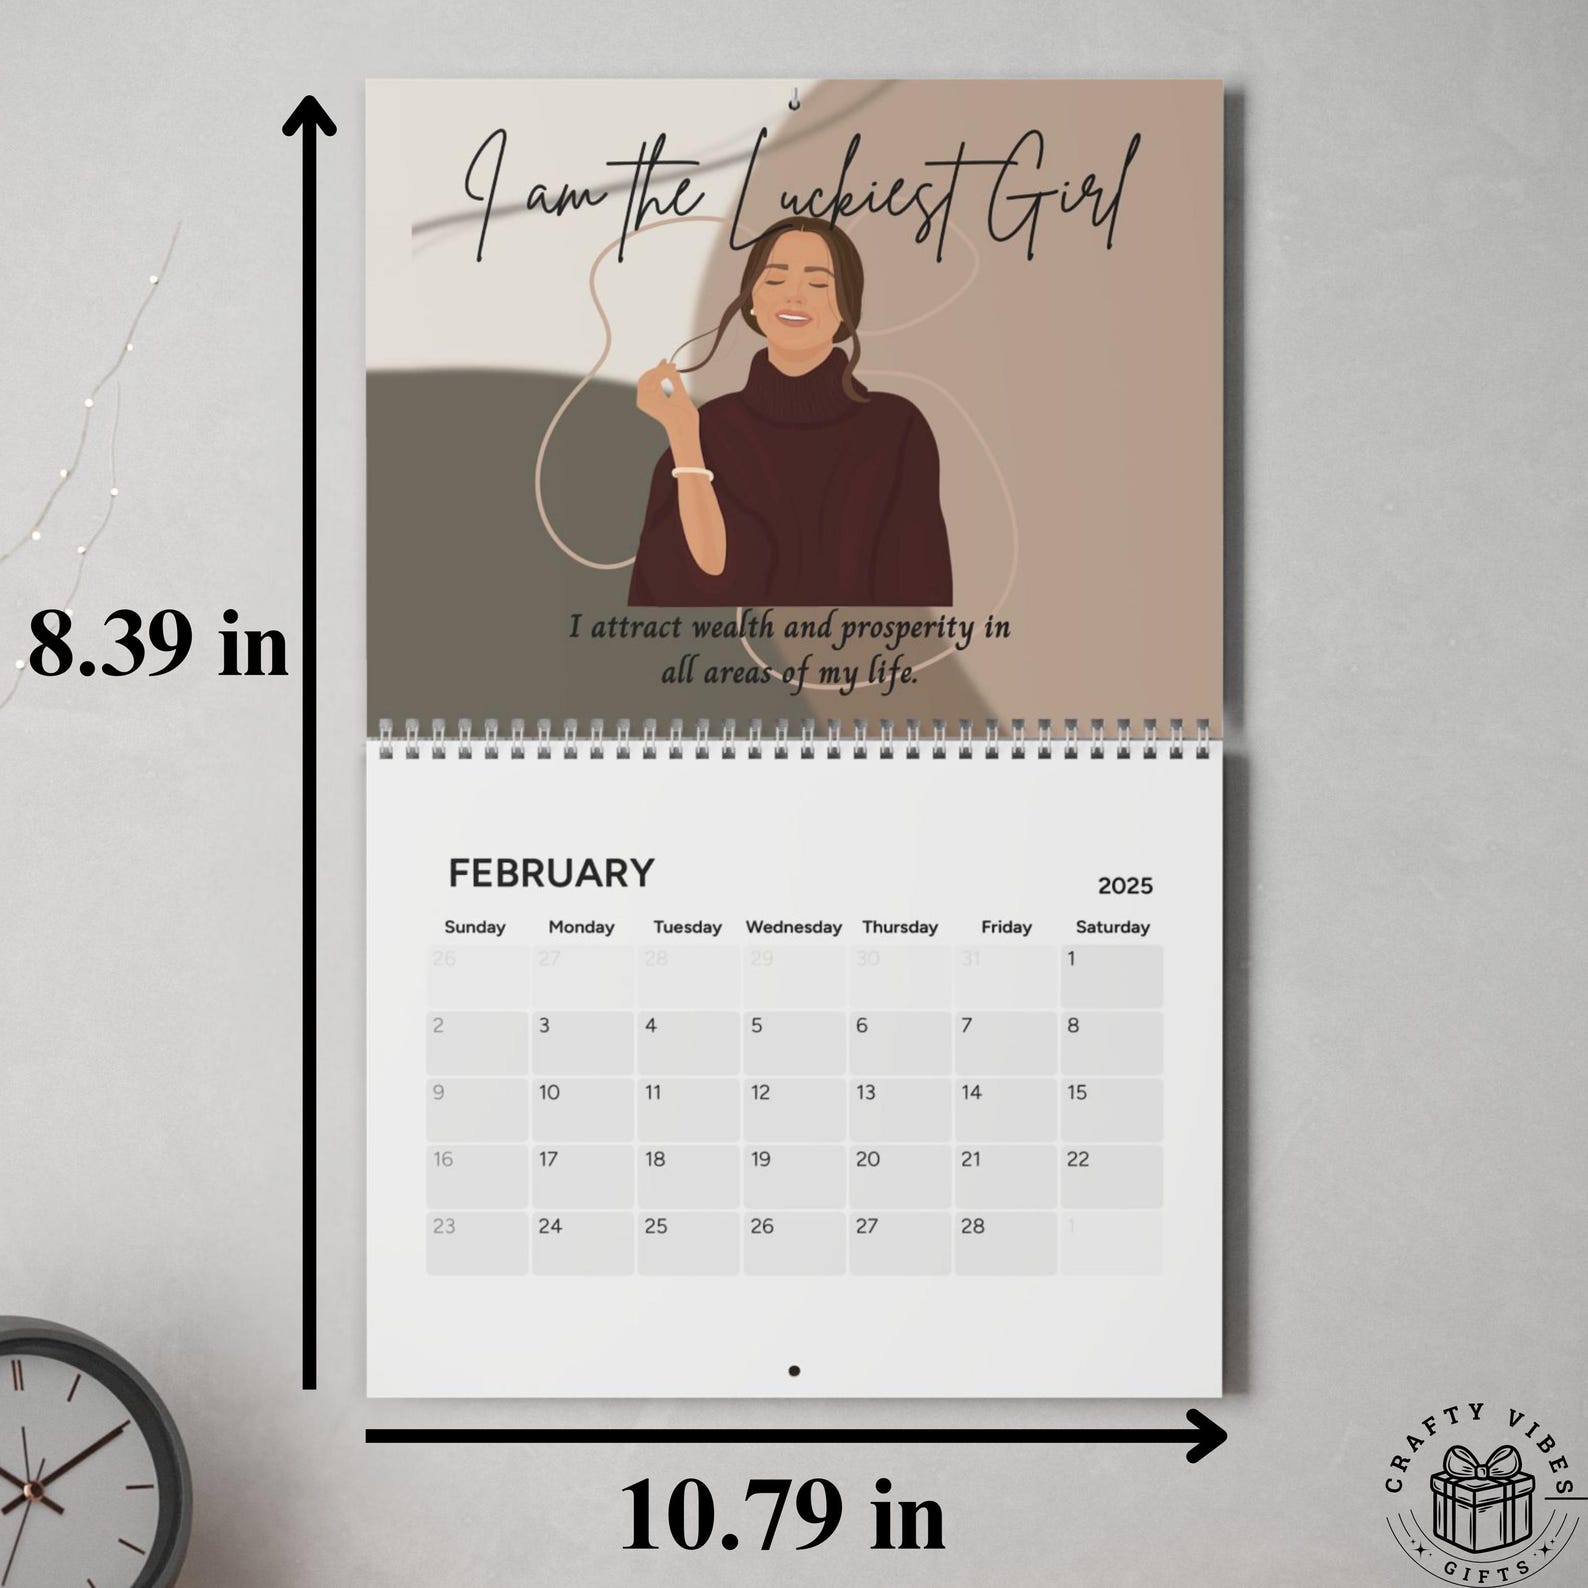 I am the Luckiest Girl
I attract wealth and prosperity in
all areas of my life.
8.39 in
FEBRUARY
2025
Sunday Monday Tuesday Wednesday Thursday Friday Saturday
26 27 28 29 30 31 1
2 3 4 5 6 7 8
9 10 11 12 13 14 15
16 17 18 19 20 21 22
23 24 25 26 27 28 1
10.79 in
CRAFTY VIBES
GIFTS